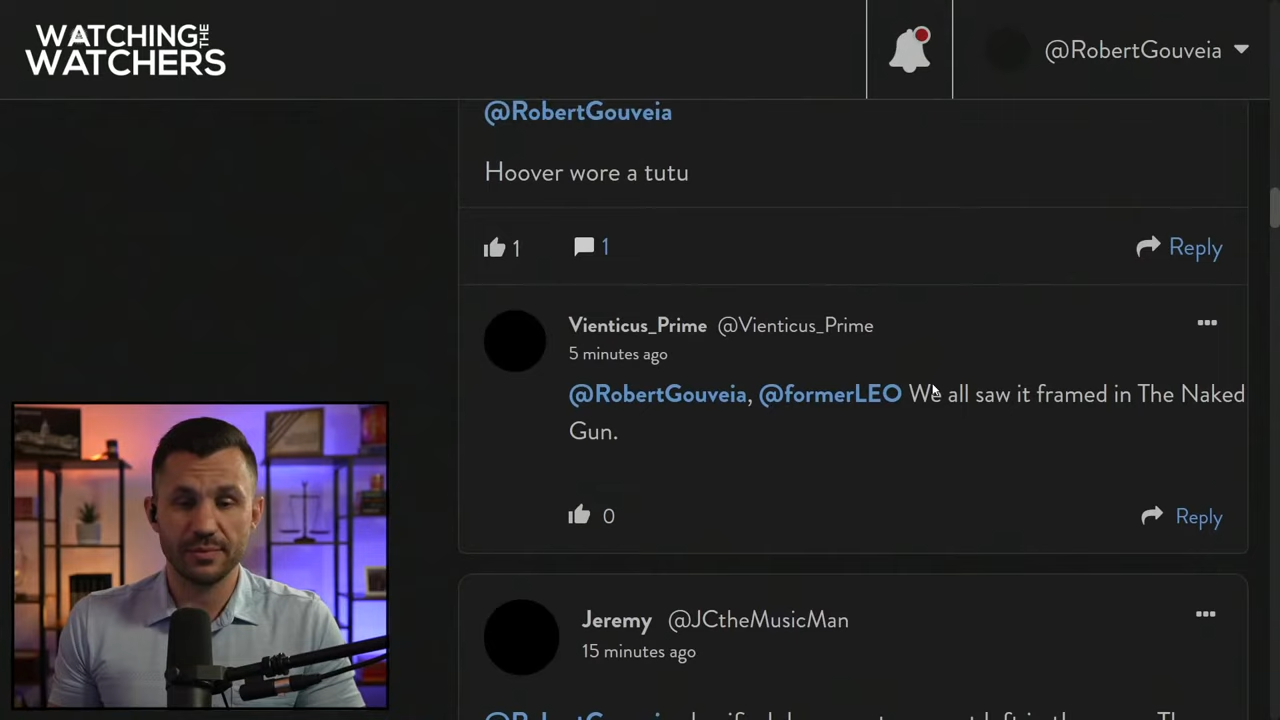 WATCHING THE
WATCHERS
@RobertGouveia
@RobertGouveia
Hoover wore a tutu
1
1
Reply
Vienticus_Prime @Vienticus_Prime
5 minutes ago
@RobertGouveia, @formerLEO We all saw it framed in The Naked
Gun.
0
Reply
Jeremy @JCtheMusicMan
15 minutes ago